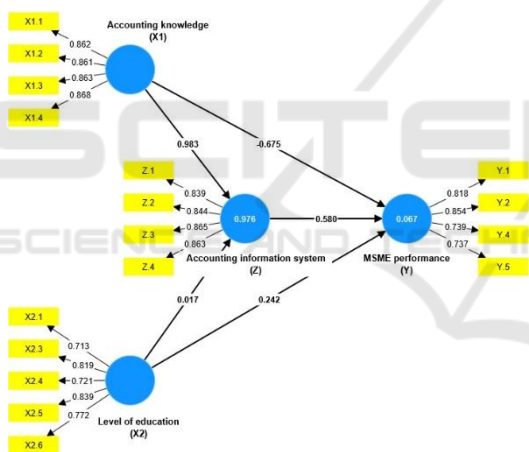 X1.1
Accounting knowledge
(X1)
X1.2
0.862
0.861
X1.3
0.863
0.868
X1.4
0.983
-0.675
Z.1
Y.1
0.839
0.818
Z.2
Y.2
0.844
0.854
0.976
0.580
0.067
0.865
0.739
Z.3
Y.4
0.863
0.737
Z.4
Y.5
Accounting information system
(Z)
MSME performance
(Y)
0.017
0.242
X2.1
0.713
X2.3
0.819
X2.4
0.721
0.839
X2.5
0.772
X2.6
Level of education
(X2)
SCITE
SCIENCE AND TECHN